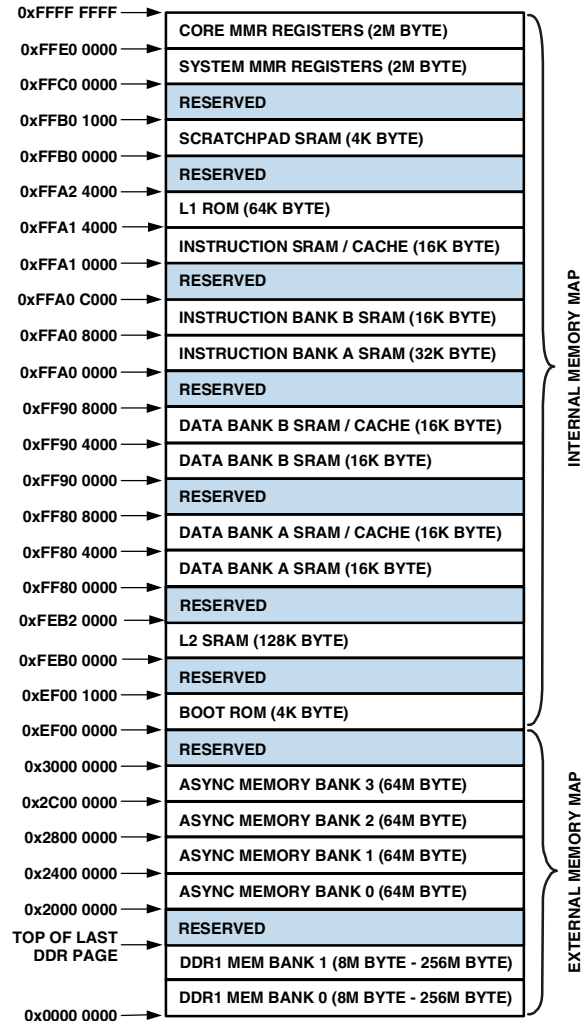 0xFFFF FFFF
CORE MMR REGISTERS (2M BYTE)
0xFFE0 0000
SYSTEM MMR REGISTERS (2M BYTE)
0xFFC0 0000
RESERVED
0xFFB0 1000
SCRATCHPAD SRAM (4K BYTE)
0xFFB0 0000
RESERVED
0xFFA2 4000
L1 ROM (64K BYTE)
0xFFA1 4000
INSTRUCTION SRAM / CACHE (16K BYTE)
0xFFA1 0000
RESERVED
0xFFA0 C000
INSTRUCTION BANK B SRAM (16K BYTE)
0xFFA0 8000
INSTRUCTION BANK A SRAM (32K BYTE)
0xFFA0 0000
RESERVED
0xFF90 8000
DATA BANK B SRAM / CACHE (16K BYTE)
0xFF90 4000
DATA BANK B SRAM (16K BYTE)
0xFF90 0000
RESERVED
0xFF80 8000
DATA BANK A SRAM / CACHE (16K BYTE)
0xFF80 4000
DATA BANK A SRAM (16K BYTE)
0xFF80 0000
RESERVED
0xFEB2 0000
L2 SRAM (128K BYTE)
0xFEB0 0000
RESERVED
0xEF00 1000
BOOT ROM (4K BYTE)
0xEF00 0000
RESERVED
0x3000 0000
ASYNC MEMORY BANK 3 (64M BYTE)
0x2C00 0000
ASYNC MEMORY BANK 2 (64M BYTE)
0x2800 0000
ASYNC MEMORY BANK 1 (64M BYTE)
0x2400 0000
ASYNC MEMORY BANK 0 (64M BYTE)
0x2000 0000
RESERVED
TOP OF LAST
DDR PAGE
DDR1 MEM BANK 1 (8M BYTE - 256M BYTE)
DDR1 MEM BANK 0 (8M BYTE - 256M BYTE)
0x0000 0000
INTERNAL MEMORY MAP
EXTERNAL MEMORY MAP